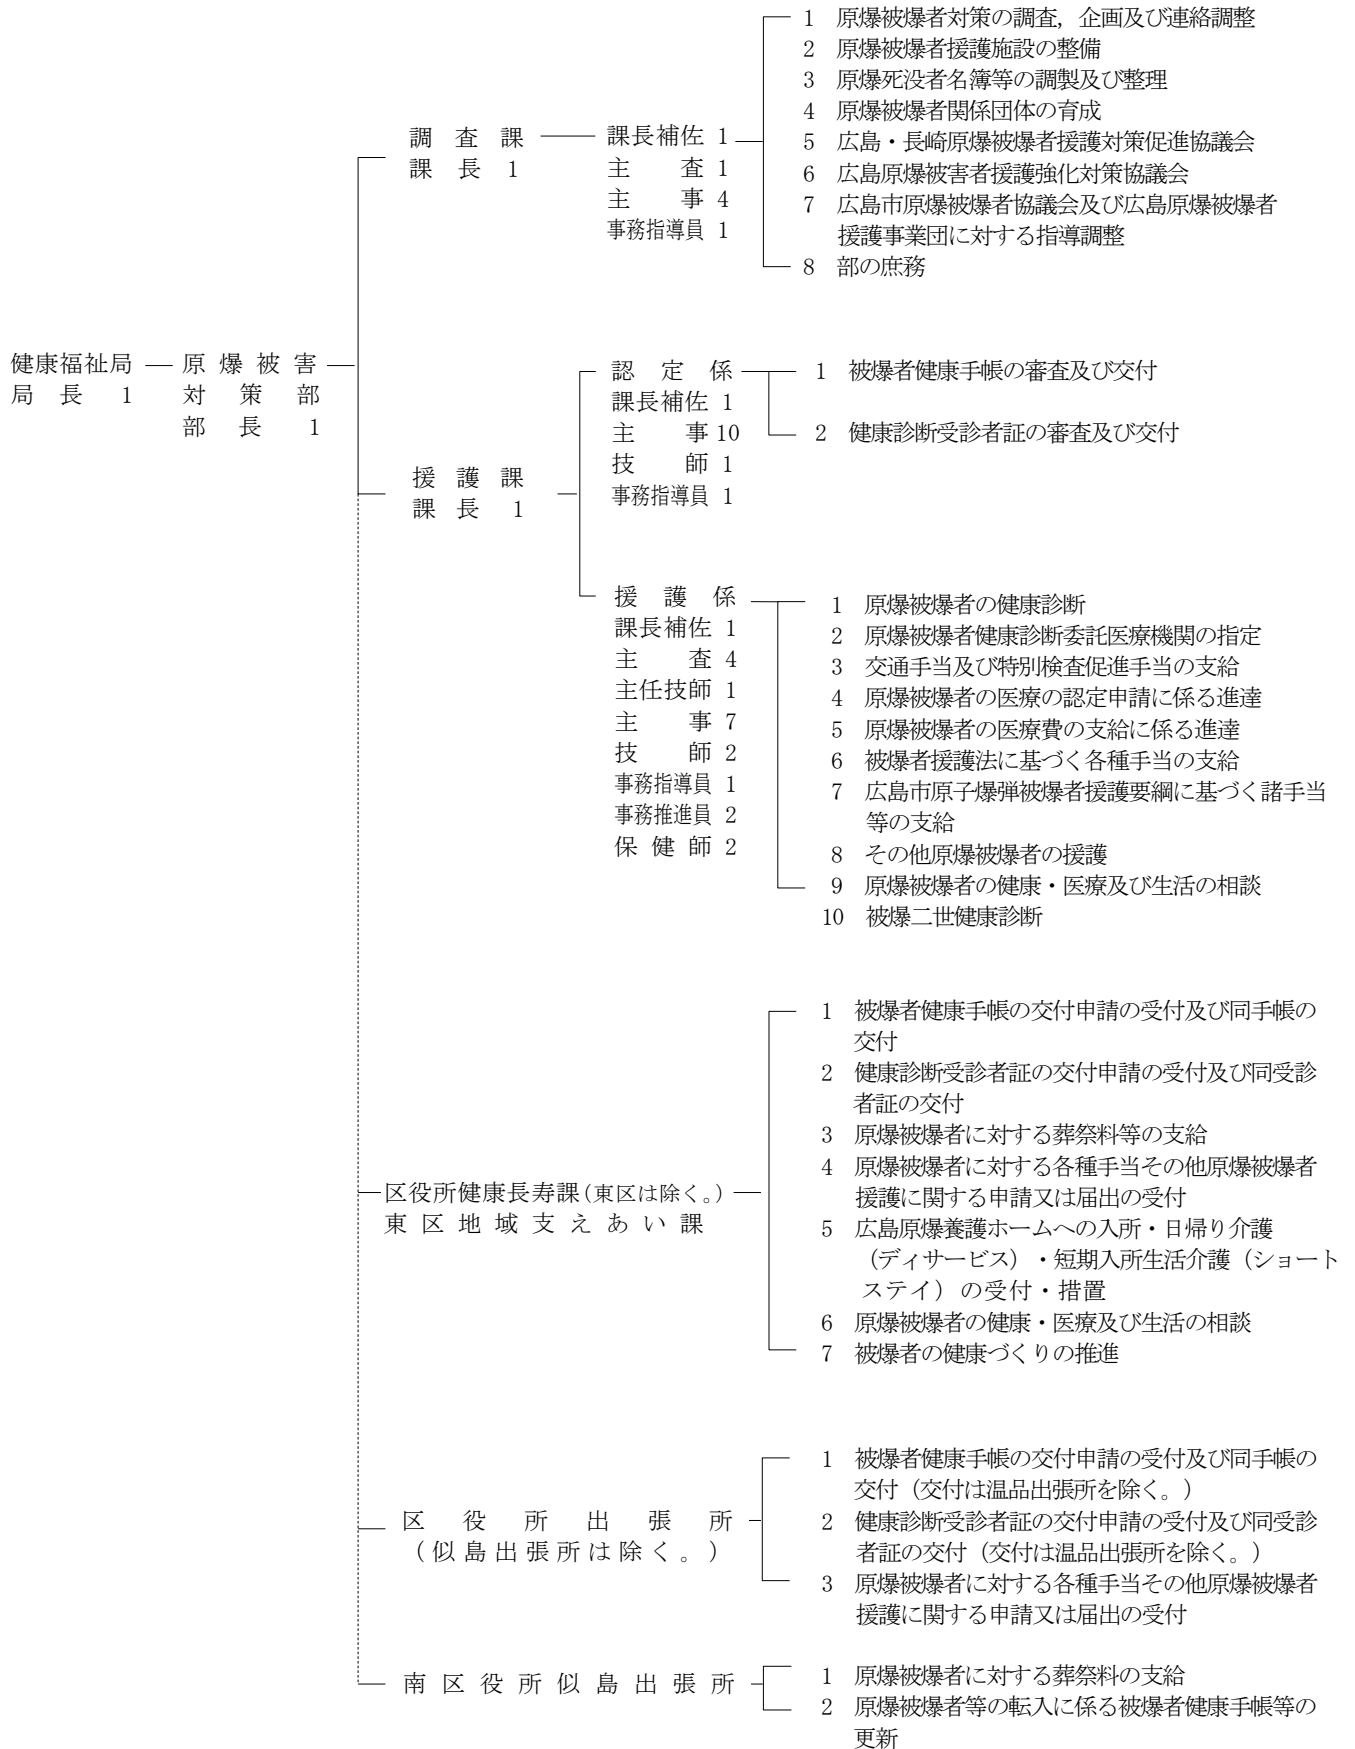 健康福祉局
局長 1
原爆被害
対策部
部長 1
調査課
課長 1
課長補佐 1
主査 1
主事 4
事務指導員 1
1 原爆被爆者対策の調査，企画及び連絡調整
2 原爆被爆者援護施設の整備
3 原爆死没者名簿等の調製及び整理
4 原爆被爆者関係団体の育成
5 広島・長崎原爆被爆者援護対策促進協議会
6 広島原爆被害者援護強化対策協議会
7 広島市原爆被爆者協議会及び広島原爆被爆者
援護事業団に対する指導調整
8 部の庶務
援護課
課長 1
認定係
課長補佐 1
主事 10
技師 1
事務指導員 1
1 被爆者健康手帳の審査及び交付
2 健康診断受診者証の審査及び交付
援護係
課長補佐 1
主査 4
主任技師 1
主事 7
技師 2
事務指導員 1
事務推進員 2
保健師 2
1 原爆被爆者の健康診断
2 原爆被爆者健康診断委託医療機関の指定
3 交通手当及び特別検査促進手当の支給
4 原爆被爆者の医療の認定申請に係る進達
5 原爆被爆者の医療費の支給に係る進達
6 被爆者援護法に基づく各種手当の支給
7 広島市原子爆弾被爆者援護要綱に基づく諸手当
等の支給
8 その他原爆被爆者の援護
9 原爆被爆者の健康・医療及び生活の相談
10 被爆二世健康診断
区役所健康長寿課(東区は除く。)
東区地域支えあい課
1 被爆者健康手帳の交付申請の受付及び同手帳の
交付
2 健康診断受診者証の交付申請の受付及び同受診
者証の交付
3 原爆被爆者に対する葬祭料等の支給
4 原爆被爆者に対する各種手当その他原爆被爆者
援護に関する申請又は届出の受付
5 広島原爆養護ホームへの入所・日帰り介護
（ディサービス）・短期入所生活介護（ショート
ステイ）の受付・措置
6 原爆被爆者の健康・医療及び生活の相談
7 被爆者の健康づくりの推進
区役所出張所
(似島出張所は除く。)
1 被爆者健康手帳の交付申請の受付及び同手帳の
交付（交付は温品出張所を除く。）
2 健康診断受診者証の交付申請の受付及び同受診
者証の交付（交付は温品出張所を除く。）
3 原爆被爆者に対する各種手当その他原爆被爆者
援護に関する申請又は届出の受付
南区役所似島出張所
1 原爆被爆者に対する葬祭料の支給
2 原爆被爆者等の転入に係る被爆者健康手帳等の
更新